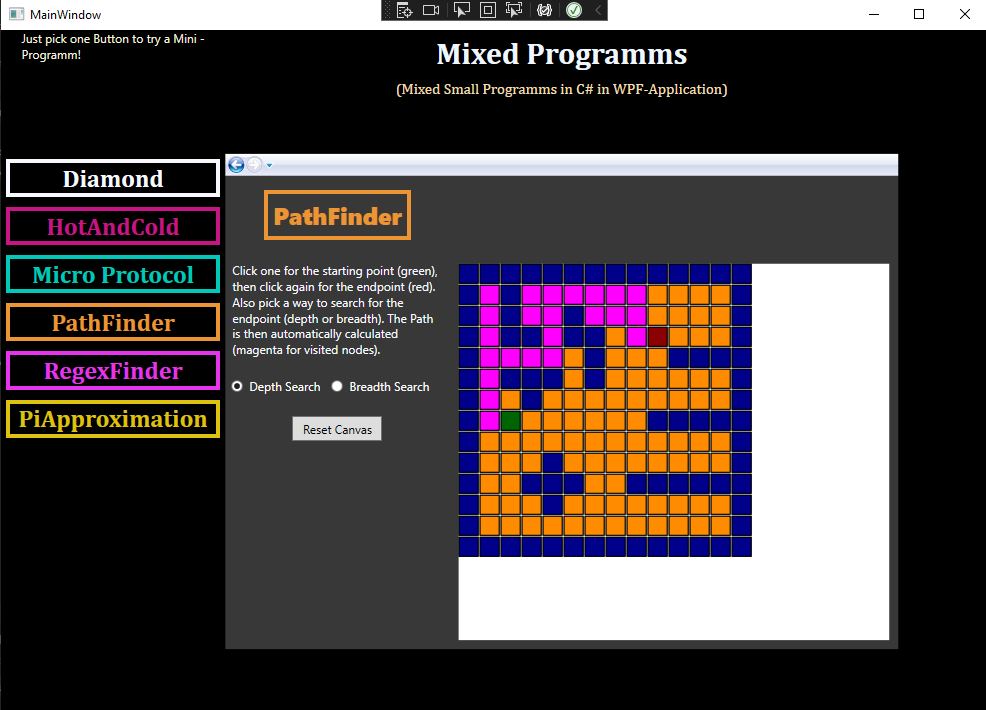 MainWindow
Just pick one Button to try a Mini -
Programm!
Mixed Programms
(Mixed Small Programms in C# in WPF-Application)
Diamond
HotAndCold
Micro Protocol
PathFinder
RegexFinder
PiApproximation
PathFinder
Click one for the starting point (green),
then click again for the endpoint (red).
Also pick a way to search for the
endpoint (depth or breadth). The Path
is then automatically calculated
(magenta for visited nodes).
Depth Search
Breadth Search
Reset Canvas